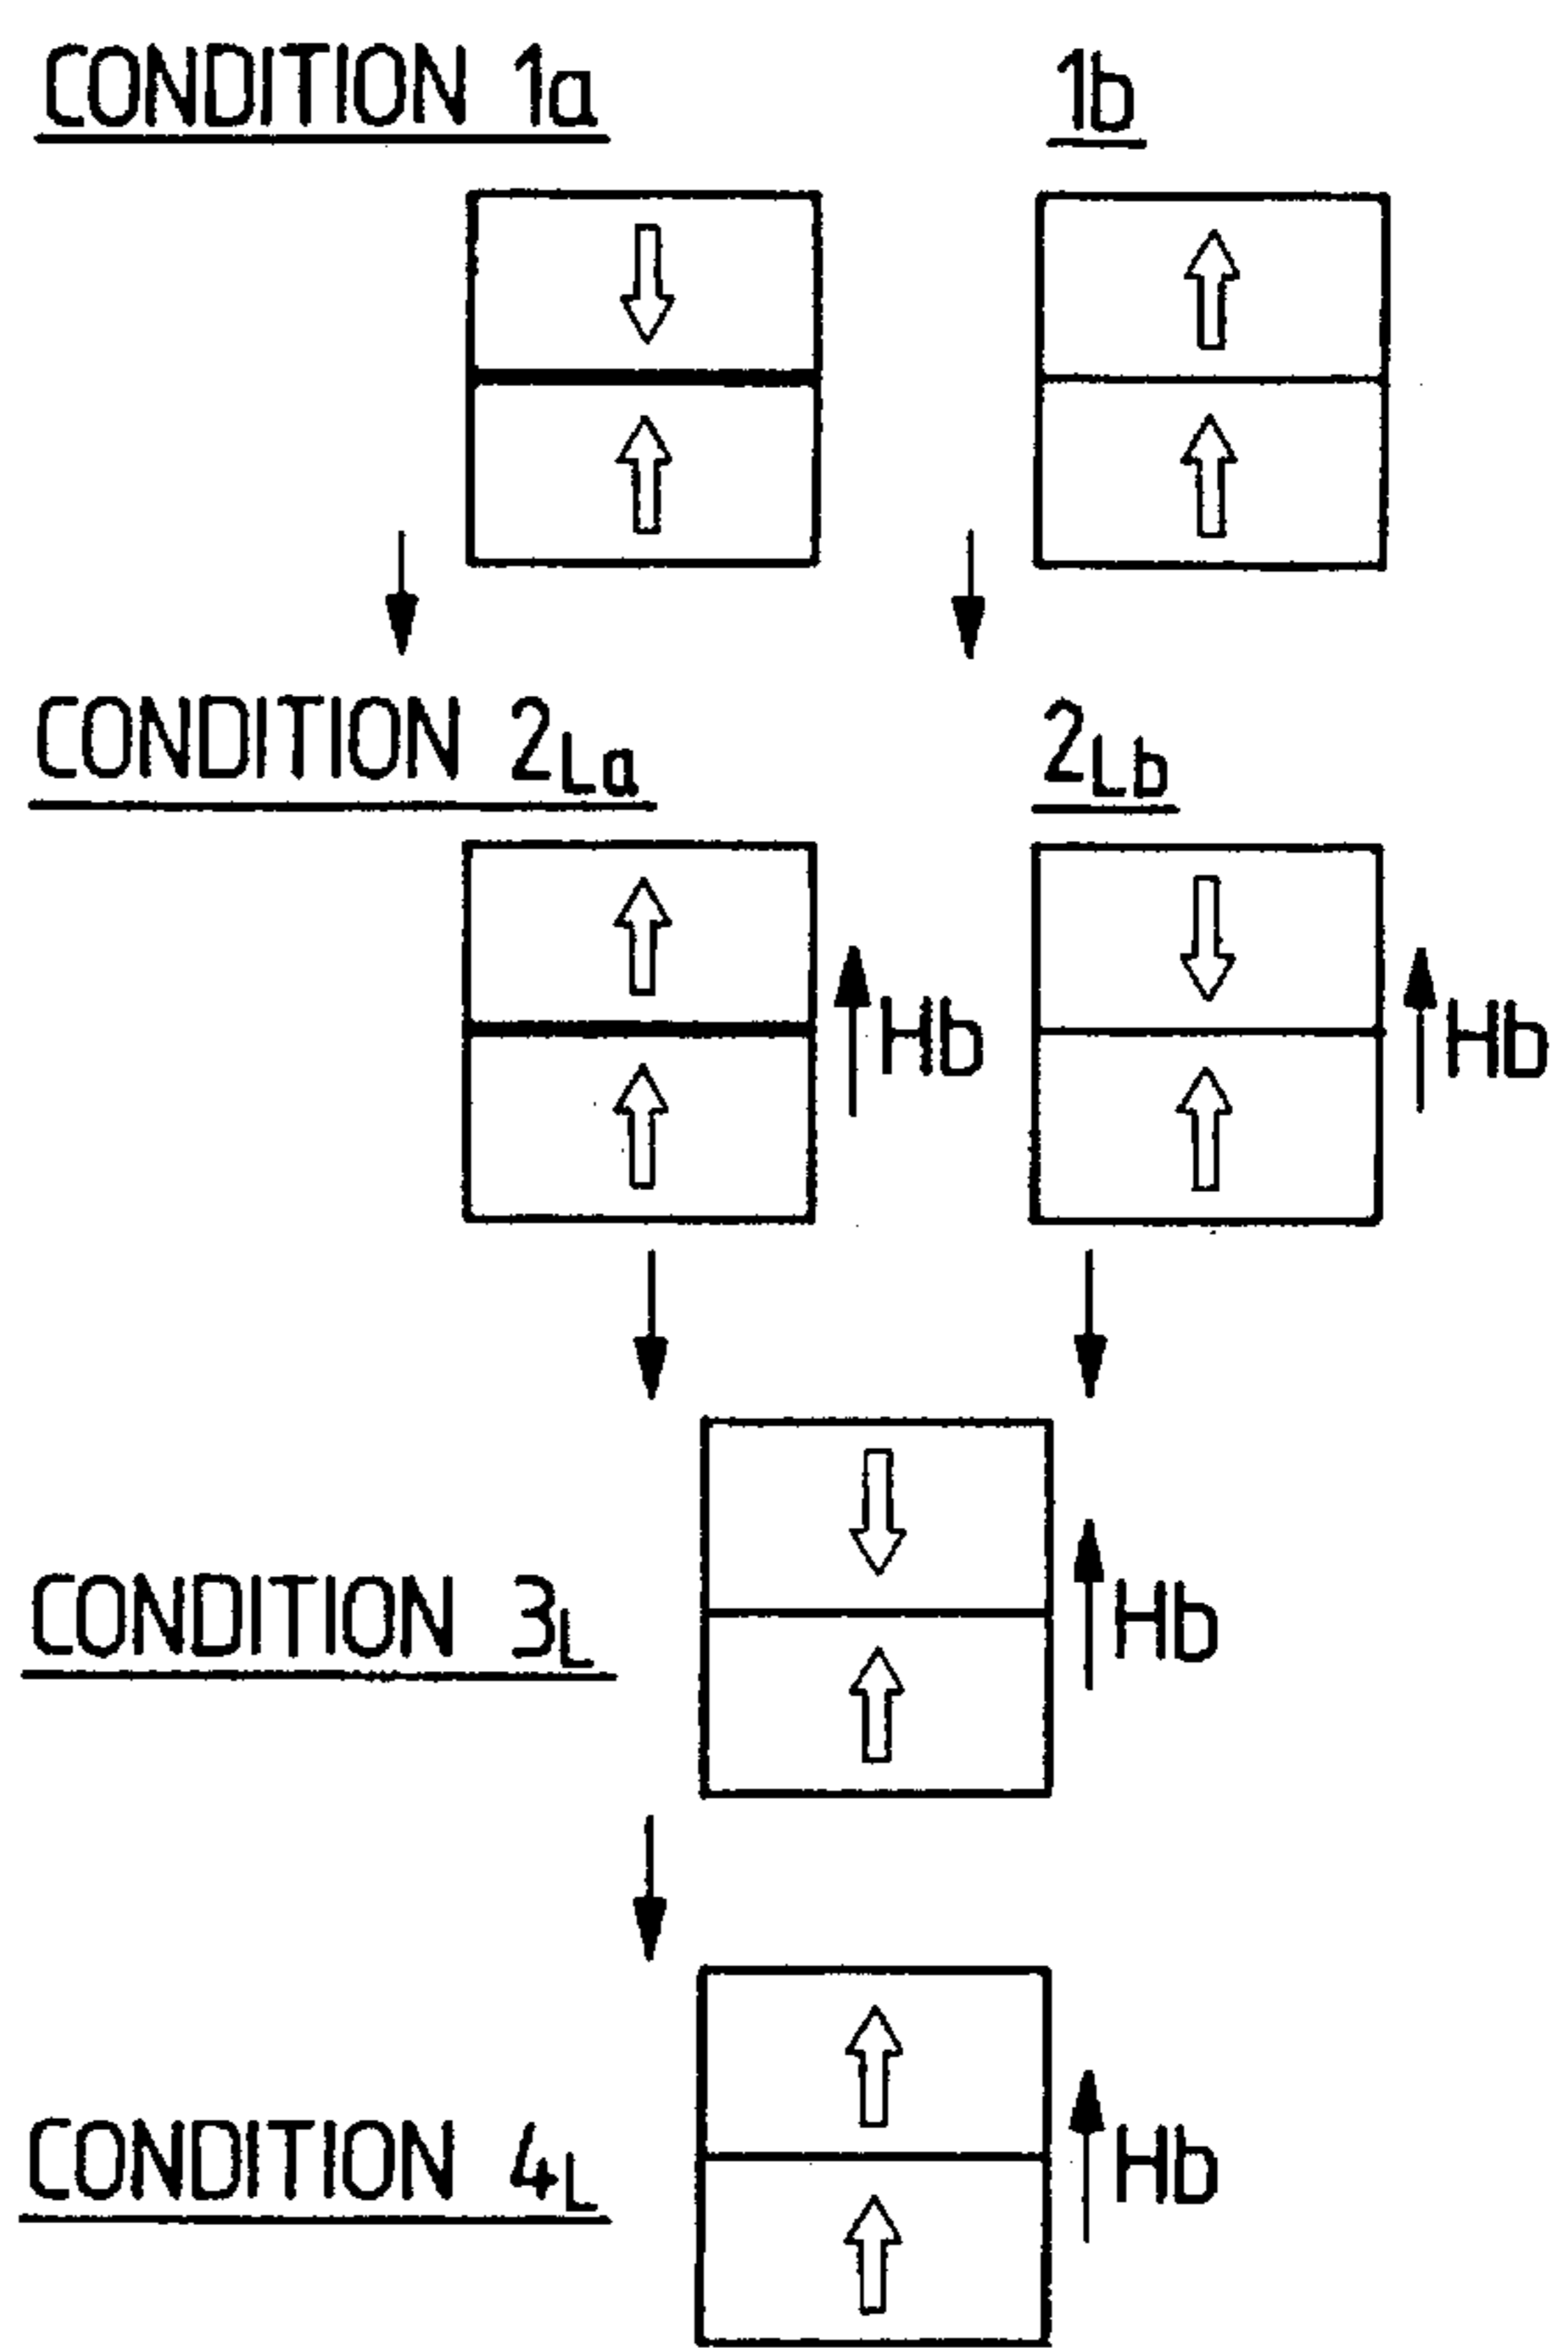 CONDITION 1a 1b
CONDITION 2La 2Lb
Hb Hb
CONDITION 3L Hb
CONDITION 4L Hb